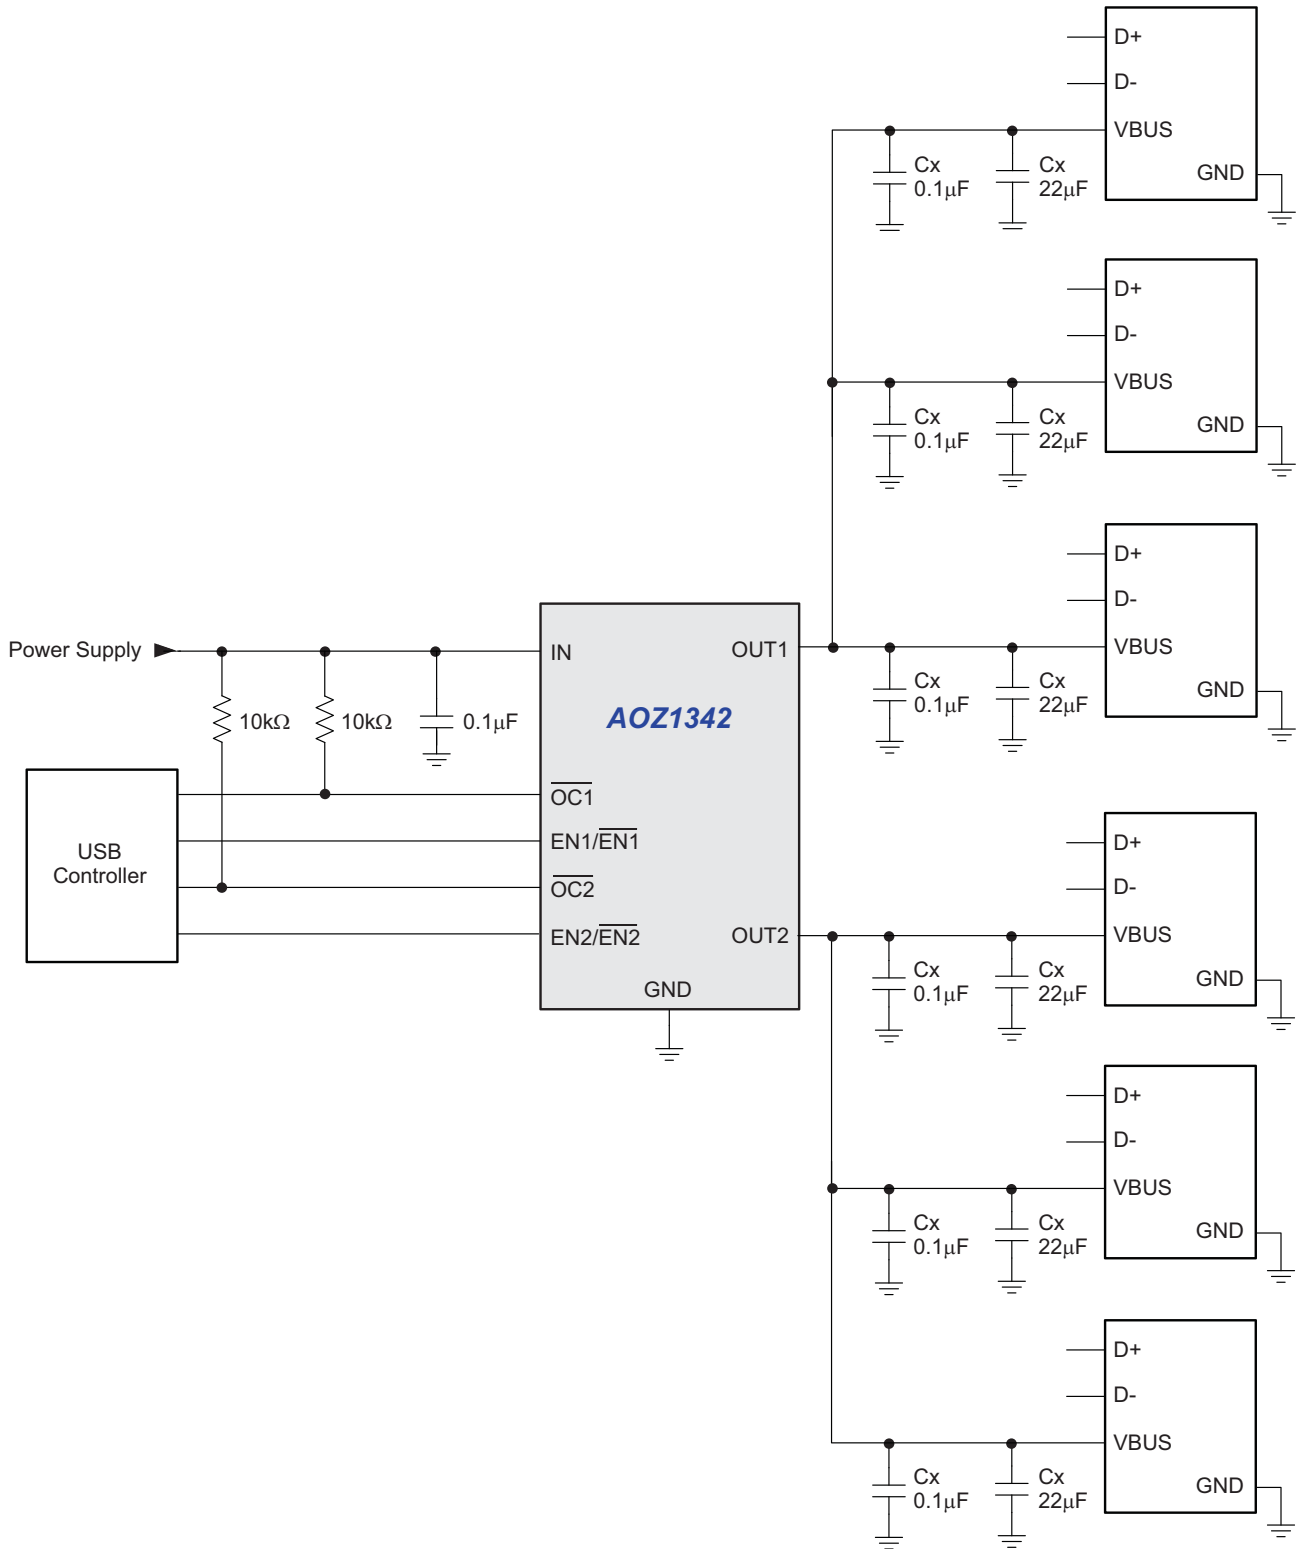 D+
D-
VBUS
GND
Cx
0.1μF
Cx
22μF
D+
D-
VBUS
GND
Cx
0.1μF
Cx
22μF
D+
D-
VBUS
GND
Cx
0.1μF
Cx
22μF
Power Supply
10kΩ
10kΩ
0.1μF
USB
Controller
IN
OUT1
AOZ1342
OC1
EN1/EN1
OC2
EN2/EN2
OUT2
GND
D+
D-
VBUS
GND
Cx
0.1μF
Cx
22μF
D+
D-
VBUS
GND
Cx
0.1μF
Cx
22μF
D+
D-
VBUS
GND
Cx
0.1μF
Cx
22μF